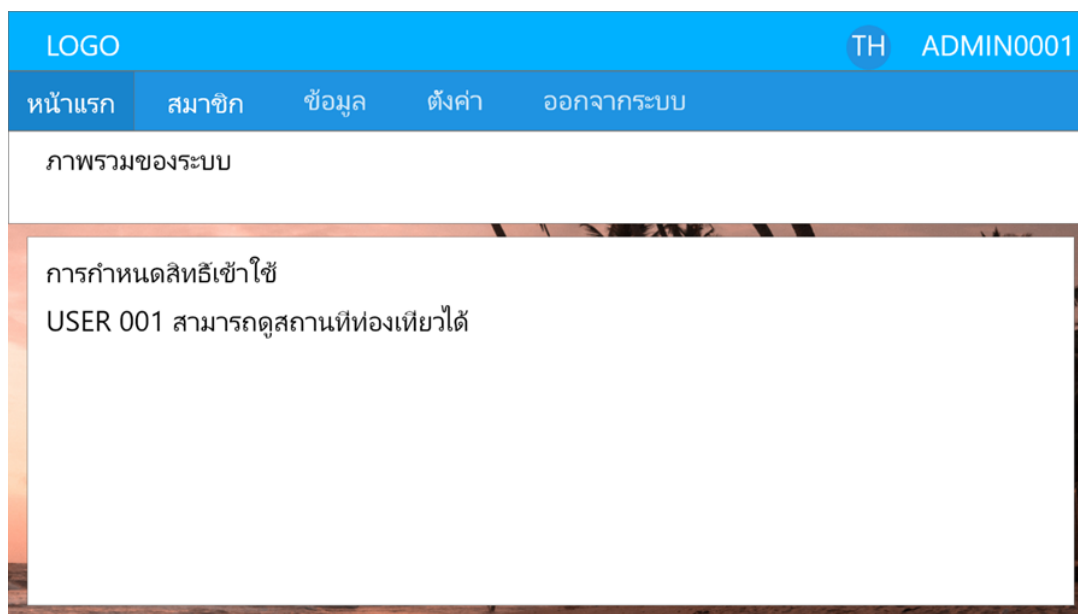 LOGO TH ADMIN0001
หน้าแรก สมาชิก ข้อมูล ตั้งค่า ออกจากระบบ
ภาพรวมของระบบ
การกำหนดสิทธิ์เข้าใช้
USER 001 สามารถดูสถานที่ท่องเที่ยวได้